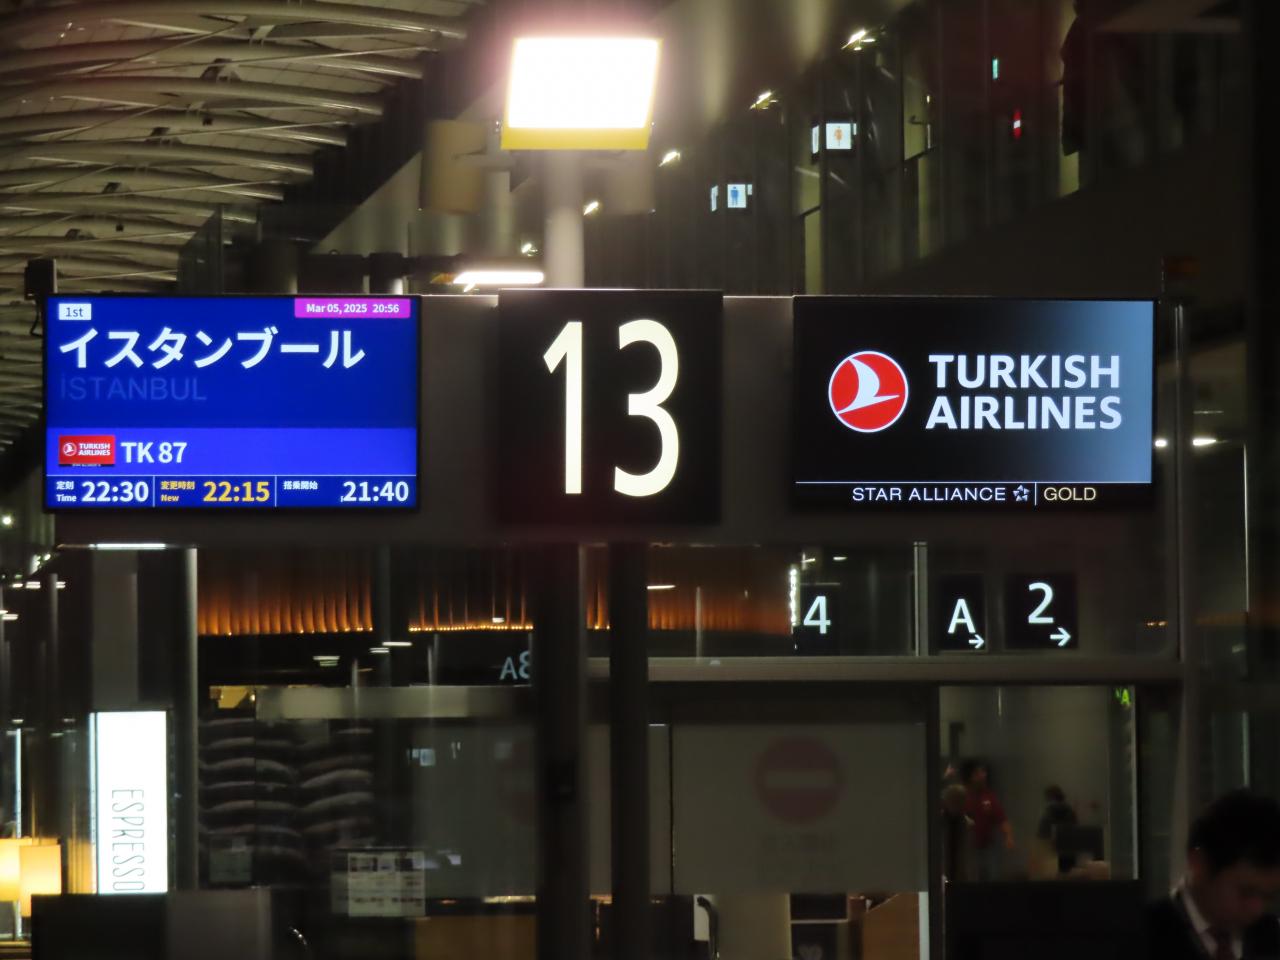 1st
Mar 05, 2025 20:56
イスタンブール
İSTANBUL
TURKISH
AIRLINES
TK 87
定刻
Time
22:30
変更時刻
New
22:15
搭乗開始
21:40
13
TURKISH
AIRLINES
STAR ALLIANCE
GOLD
4
A
2
A8
ESPRESSO
A